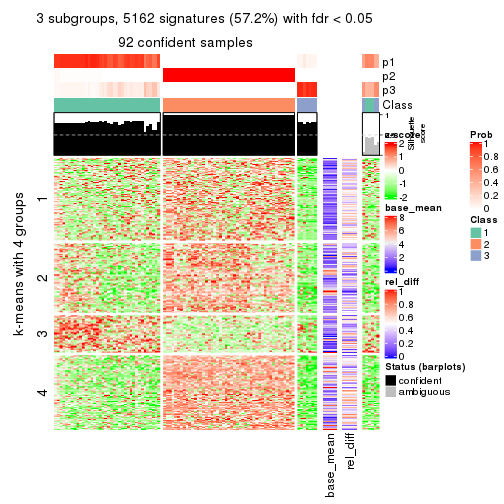 3 subgroups, 5162 signatures (57.2%) with fdr < 0.05
92 confident samples
p1
p2
p3
Class
1
Silhouette
score
z-score
2
1
0
-1
-2
base_mean
8
6
4
2
0
rel_diff
1
0.8
0.6
0.4
0.2
0
Status (barplots)
confident
ambiguous
Prob
1
0.8
0.6
0.4
0.2
0
Class
1
2
3
k-means with 4 groups
1
2
3
4
base_mean
rel_diff